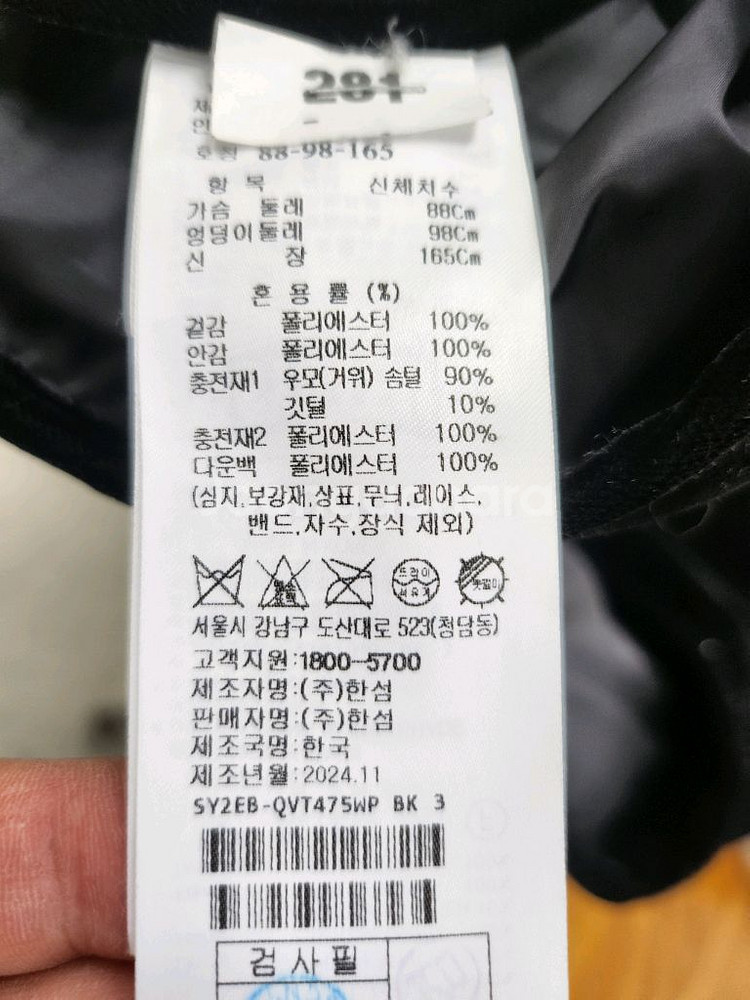 281
호칭 88-98-165
항 목 신체치수
가슴 둘레 88Cm
엉덩이둘레 98Cm
신 장 165Cm
혼 용 률 (%)
겉감 폴리에스터 100%
안감 폴리에스터 100%
충전재1 우모(거위) 솜털 90%
깃털 10%
충전재2 폴리에스터 100%
다운백 폴리에스터 100%
(심지,보강재,상표,무늬,레이스,
밴드,자수,장식 제외)
드라이
석유계
서울시 강남구 도산대로 523(청담동)
고객지원:1800-5700
제조자명:(주)한섬
판매자명:(주)한섬
제조국명:한국
제조년월:2024.11
SY2EB-QVT475WP BK 3
검 사 필